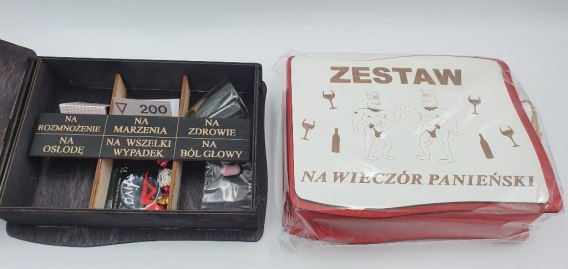 200
NA
ROZMNOŻENIE
NA
MARZENIA
NA
ZDROWIE
NA
OSŁODĘ
NA WSZELKI
WYPADEK
NA
BÓL GŁOWY
ZESTAW
NA WIECZÓR PANIEŃSKI